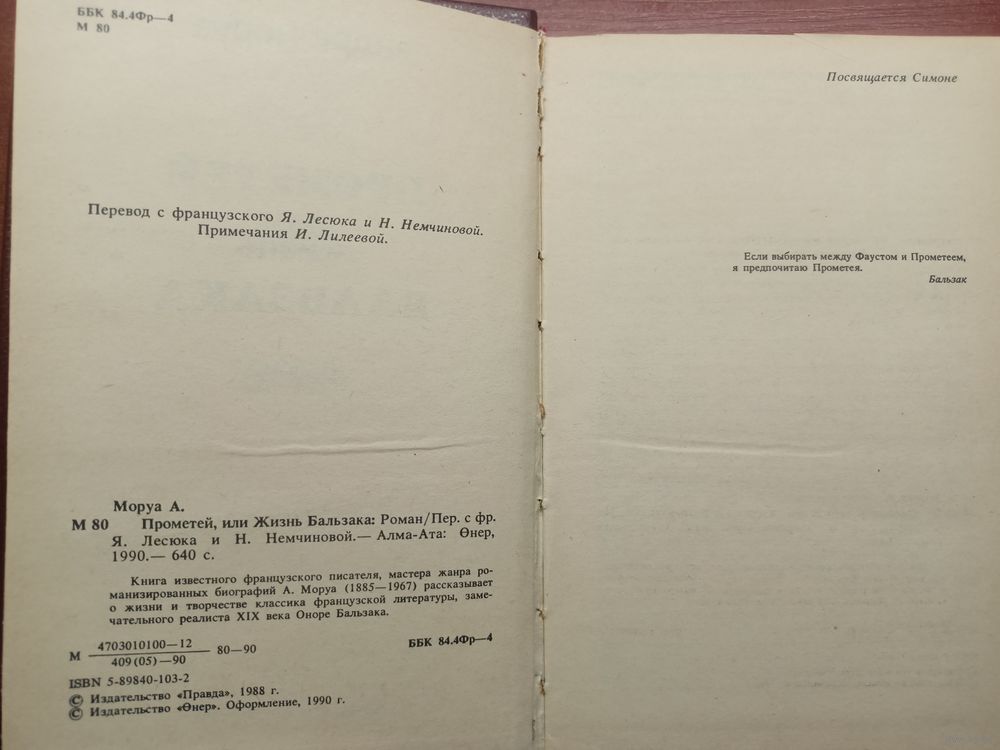 ББК 84.4Фр—4
М 80
Перевод с французского Я. Лесюка и Н. Немчиновой.
Примечания И. Лилеевой.
Моруа А.
М 80 Прометей, или Жизнь Бальзака: Роман/Пер. с фр.
Я. Лесюка и Н. Немчиновой.— Алма-Ата: Өнер,
1990.— 640 с.
Книга известного французского писателя, мастера жанра ро-
манизированных биографий А. Моруа (1885—1967) рассказывает
о жизни и творчестве классика французской литературы, заме-
чательного реалиста XIX века Оноре Бальзака.
М 4703010100—12
409(05)—90
80—90
ББК 84.4Фр—4
ISBN 5-89840-103-2
© Издательство «Правда», 1988 г.
© Издательство «Өнер». Оформление, 1990 г.
Посвящается Симоне
Если выбирать между Фаустом и Прометеем,
я предпочитаю Прометея.
Бальзак